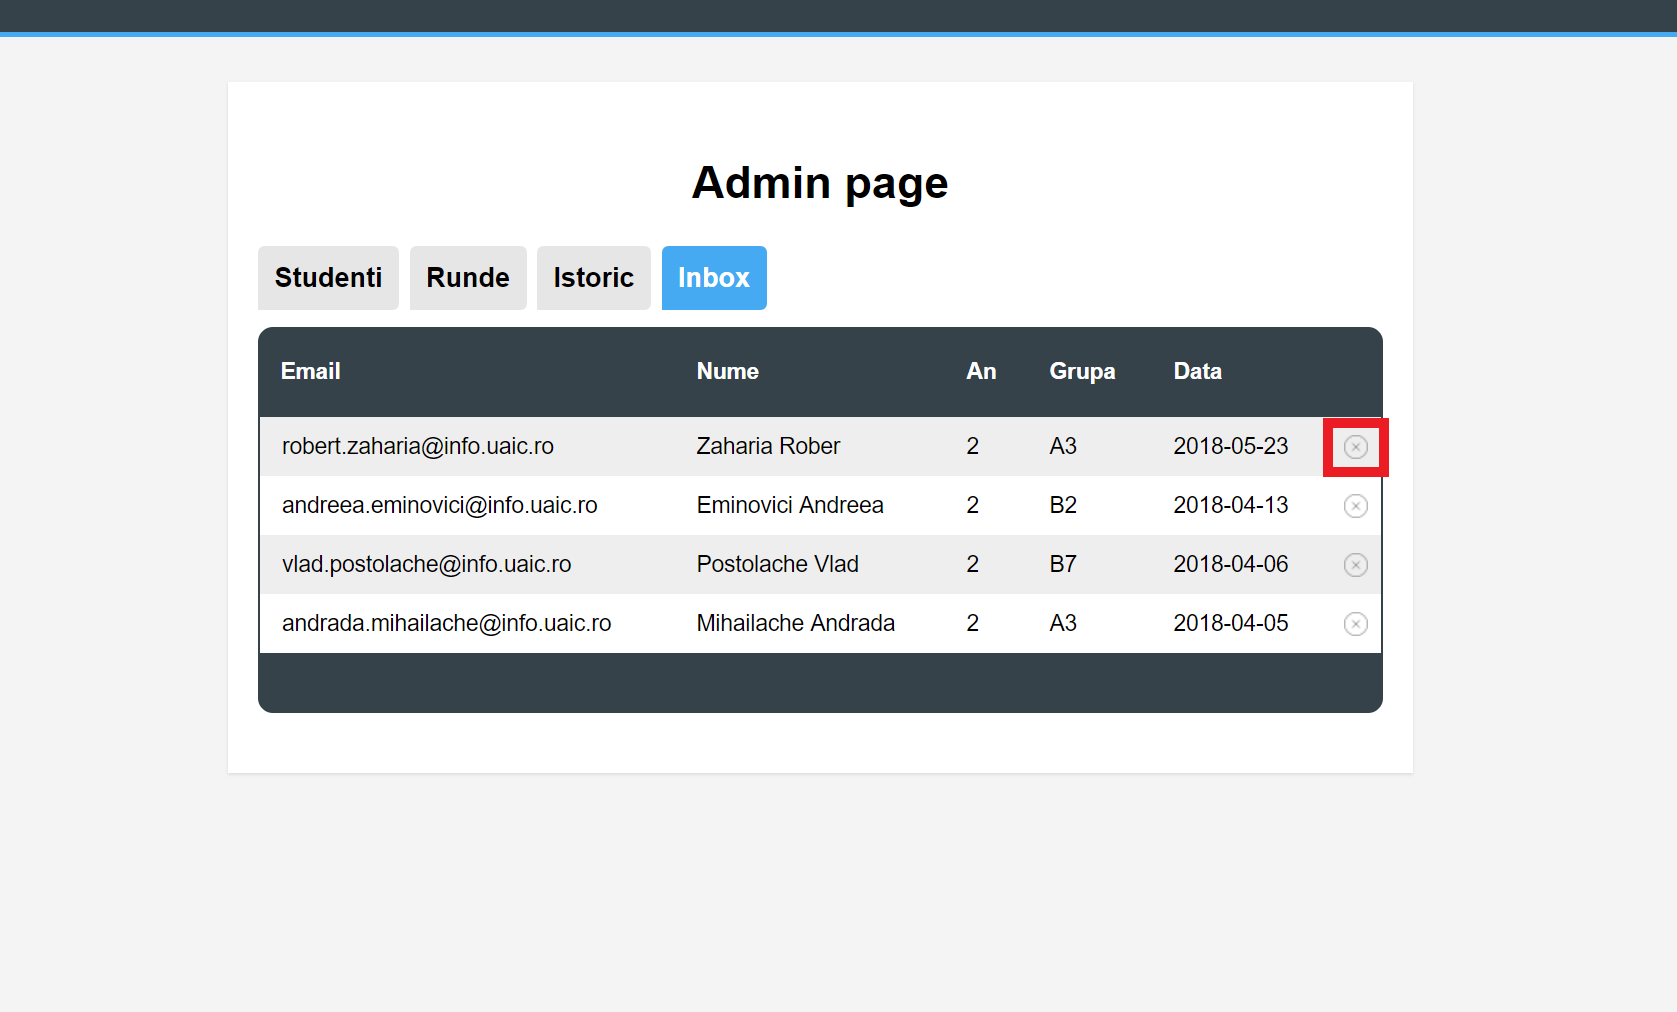 Admin page
Studenti Runde Istoric Inbox
Email Nume An Grupa Data
robert.zaharia@info.uaic.ro Zaharia Rober 2 A3 2018-05-23
andreea.eminovici@info.uaic.ro Eminovici Andreea 2 B2 2018-04-13
vlad.postolache@info.uaic.ro Postolache Vlad 2 B7 2018-04-06
andrada.mihailache@info.uaic.ro Mihailache Andrada 2 A3 2018-04-05